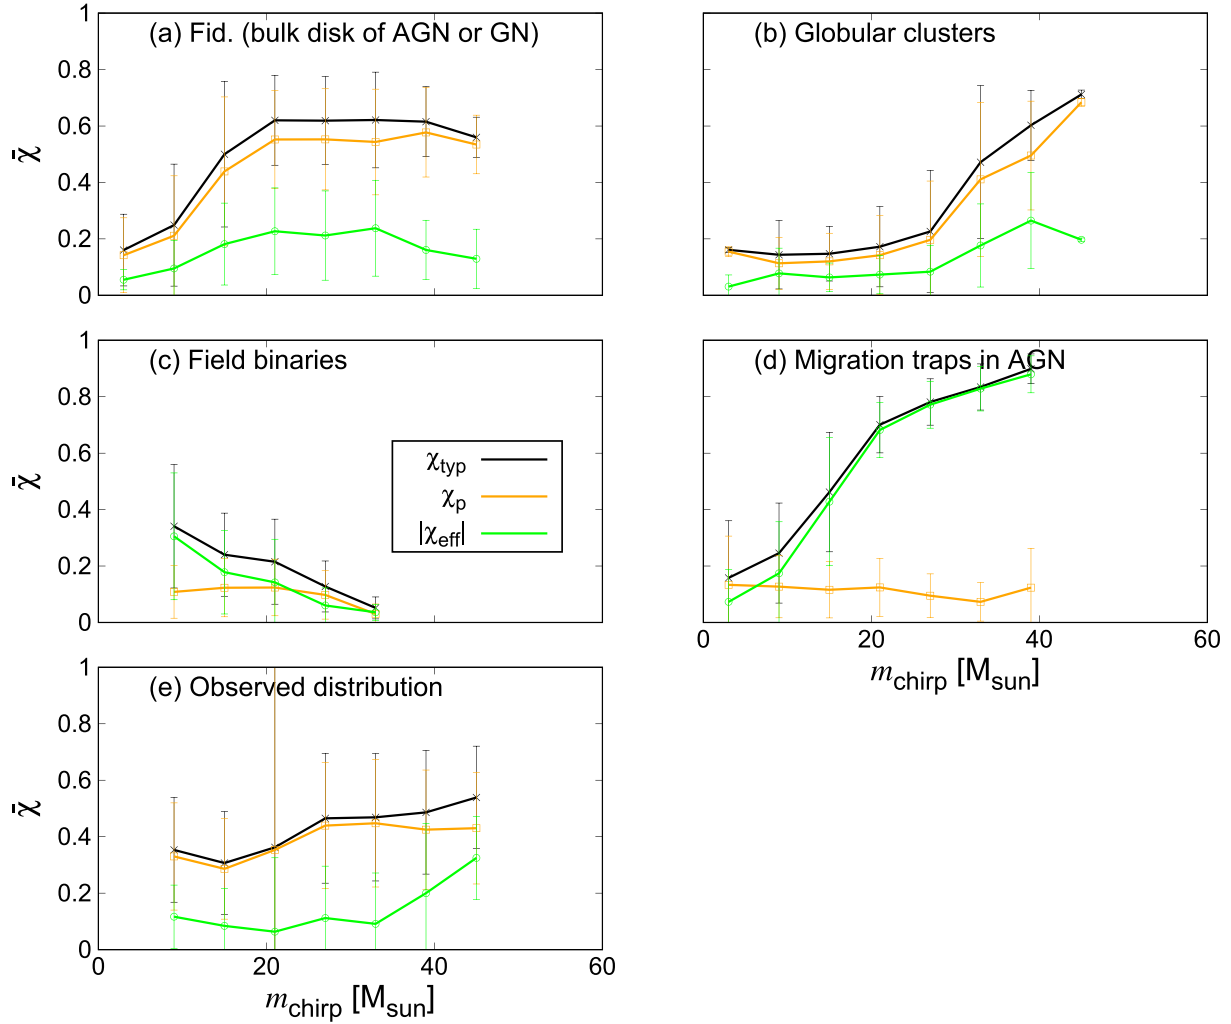 (a) Fid. (bulk disk of AGN or GN)
(b) Globular clusters
1
0.8
0.6
0.4
0.2
0
χ̄
(c) Field binaries
(d) Migration traps in AGN
1
0.8
0.6
0.4
0.2
0
χ̄
χtyp
χp
|χeff|
0 20 40 60
mchirp [Msun]
(e) Observed distribution
1
0.8
0.6
0.4
0.2
0
χ̄
0 20 40 60
mchirp [Msun]